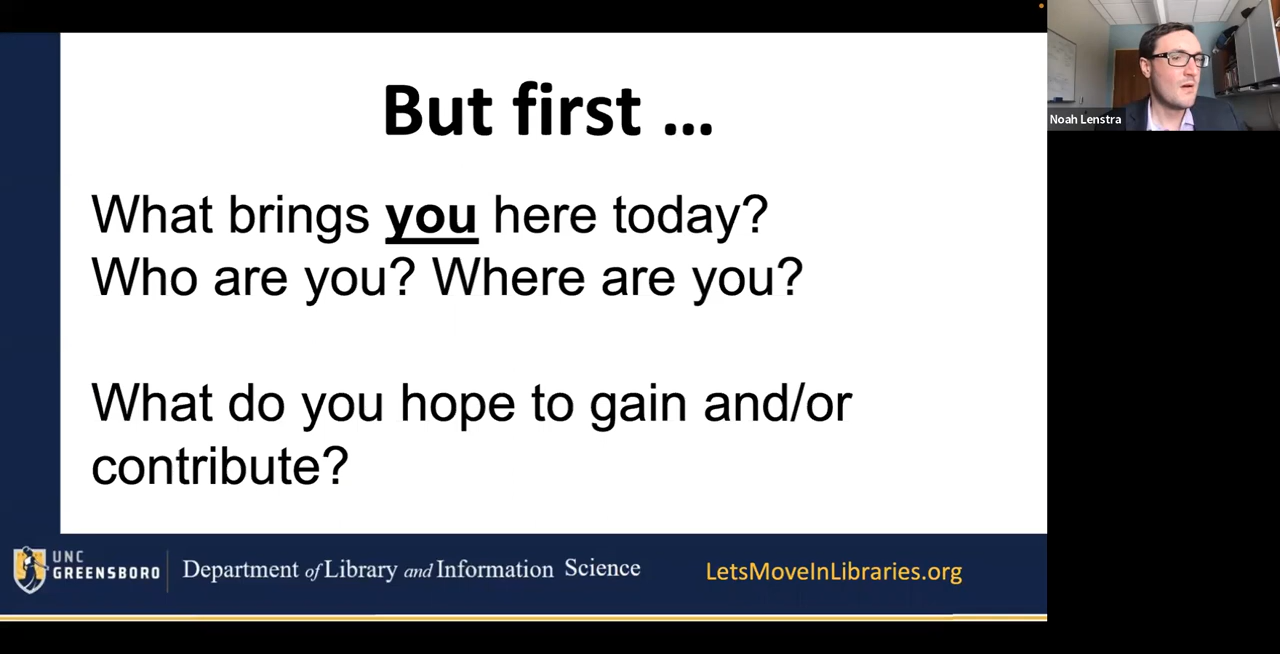 But first ...
What brings you here today?
Who are you? Where are you?
What do you hope to gain and/or
contribute?
UNC
GREENSBORO
Department of Library and Information Science
LetsMoveInLibraries.org
Noah Lenstra